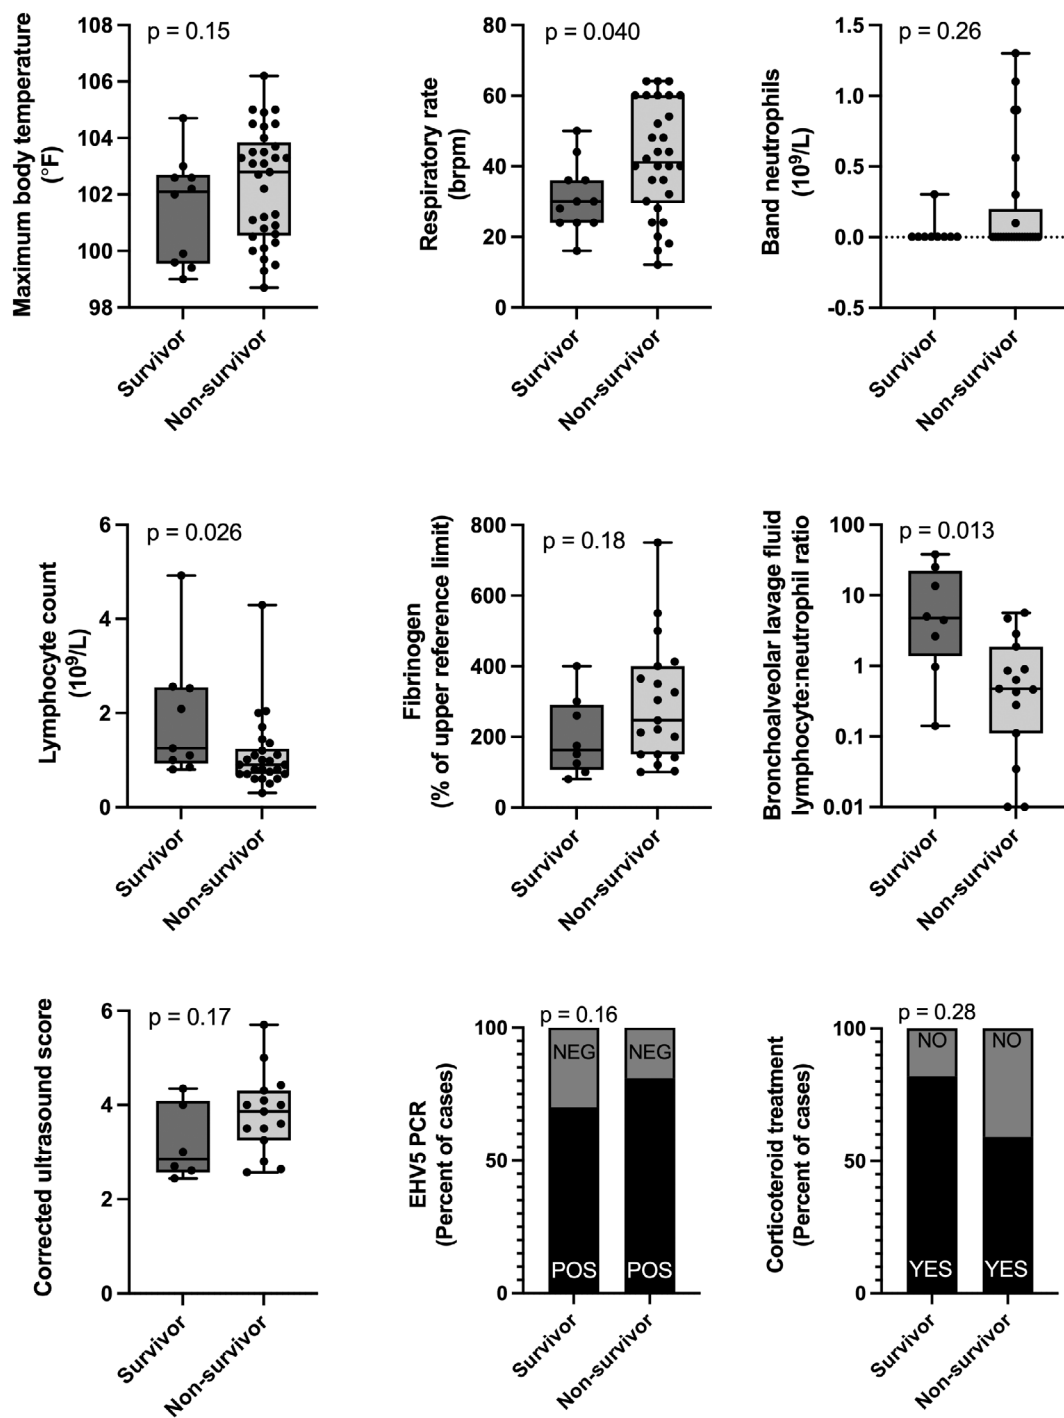 Maximum body temperature
(°F)
108
106
104
102
100
98
p = 0.15
Survivor
Non-survivor
Respiratory rate
(brpm)
80
60
40
20
0
p = 0.040
Survivor
Non-survivor
Band neutrophils
(10⁹/L)
1.5
1.0
0.5
0.0
-0.5
p = 0.26
Survivor
Non-survivor
Lymphocyte count
(10⁹/L)
6
4
2
0
p = 0.026
Survivor
Non-survivor
Fibrinogen
(% of upper reference limit)
800
600
400
200
0
p = 0.18
Survivor
Non-survivor
Bronchoalveolar lavage fluid
lymphocyte:neutrophil ratio
100
10
1
0.1
0.01
p = 0.013
Survivor
Non-survivor
Corrected ultrasound score
6
4
2
0
p = 0.17
Survivor
Non-survivor
EHV5 PCR
(Percent of cases)
100
50
0
p = 0.16
NEG
NEG
POS
POS
Survivor
Non-survivor
Corticoteroid treatment
(Percent of cases)
100
50
0
p = 0.28
NO
NO
YES
YES
Survivor
Non-survivor